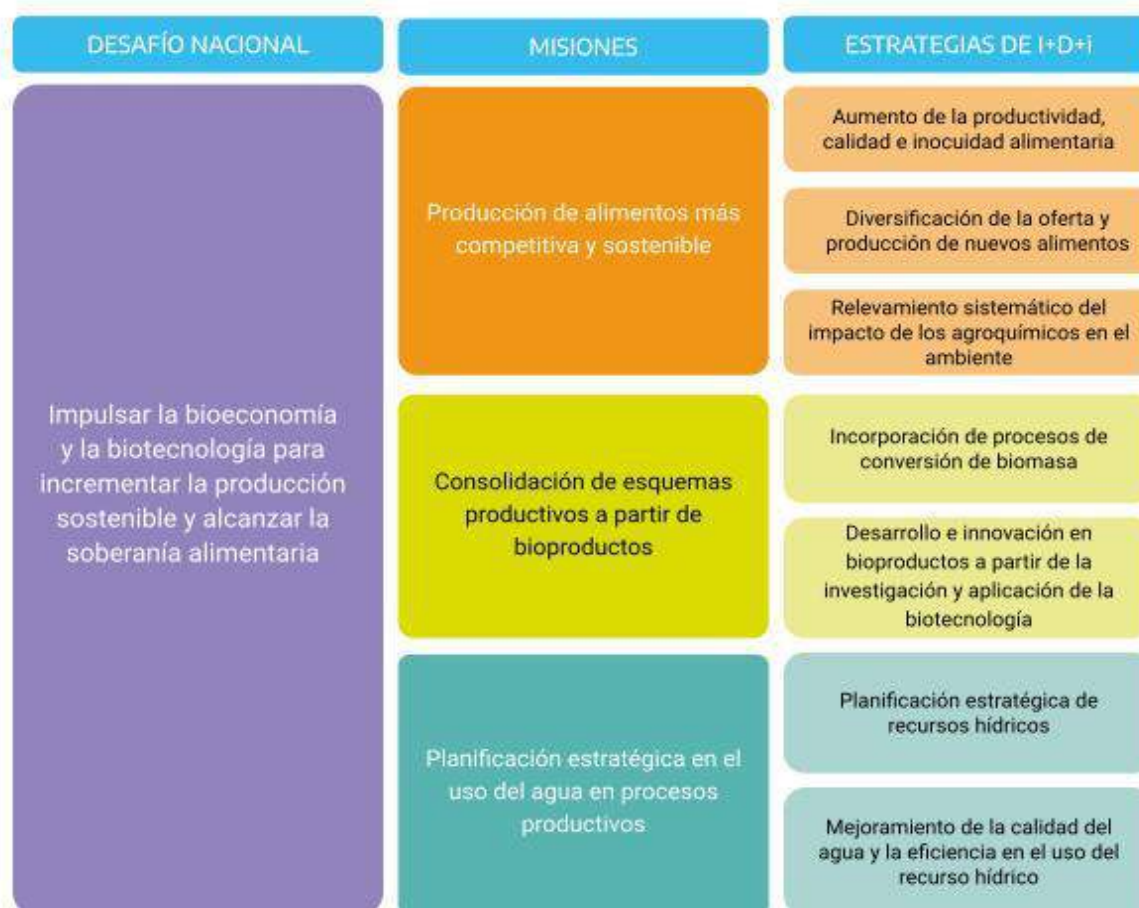 DESAFÍO NACIONAL
MISIONES
ESTRATEGIAS DE I+D+i
Impulsar la bioeconomía
y la biotecnología para
incrementar la producción
sostenible y alcanzar la
soberanía alimentaria
Producción de alimentos más
competitiva y sostenible
Aumento de la productividad,
calidad e inocuidad alimentaria
Diversificación de la oferta y
producción de nuevos alimentos
Relevamiento sistemático del
impacto de los agroquímicos en el
ambiente
Consolidación de esquemas
productivos a partir de
bioproductos
Incorporación de procesos de
conversión de biomasa
Desarrollo e innovación en
bioproductos a partir de la
investigación y aplicación de la
biotecnología
Planificación estratégica en el
uso del agua en procesos
productivos
Planificación estratégica de
recursos hídricos
Mejoramiento de la calidad del
agua y la eficiencia en el uso del
recurso hídrico